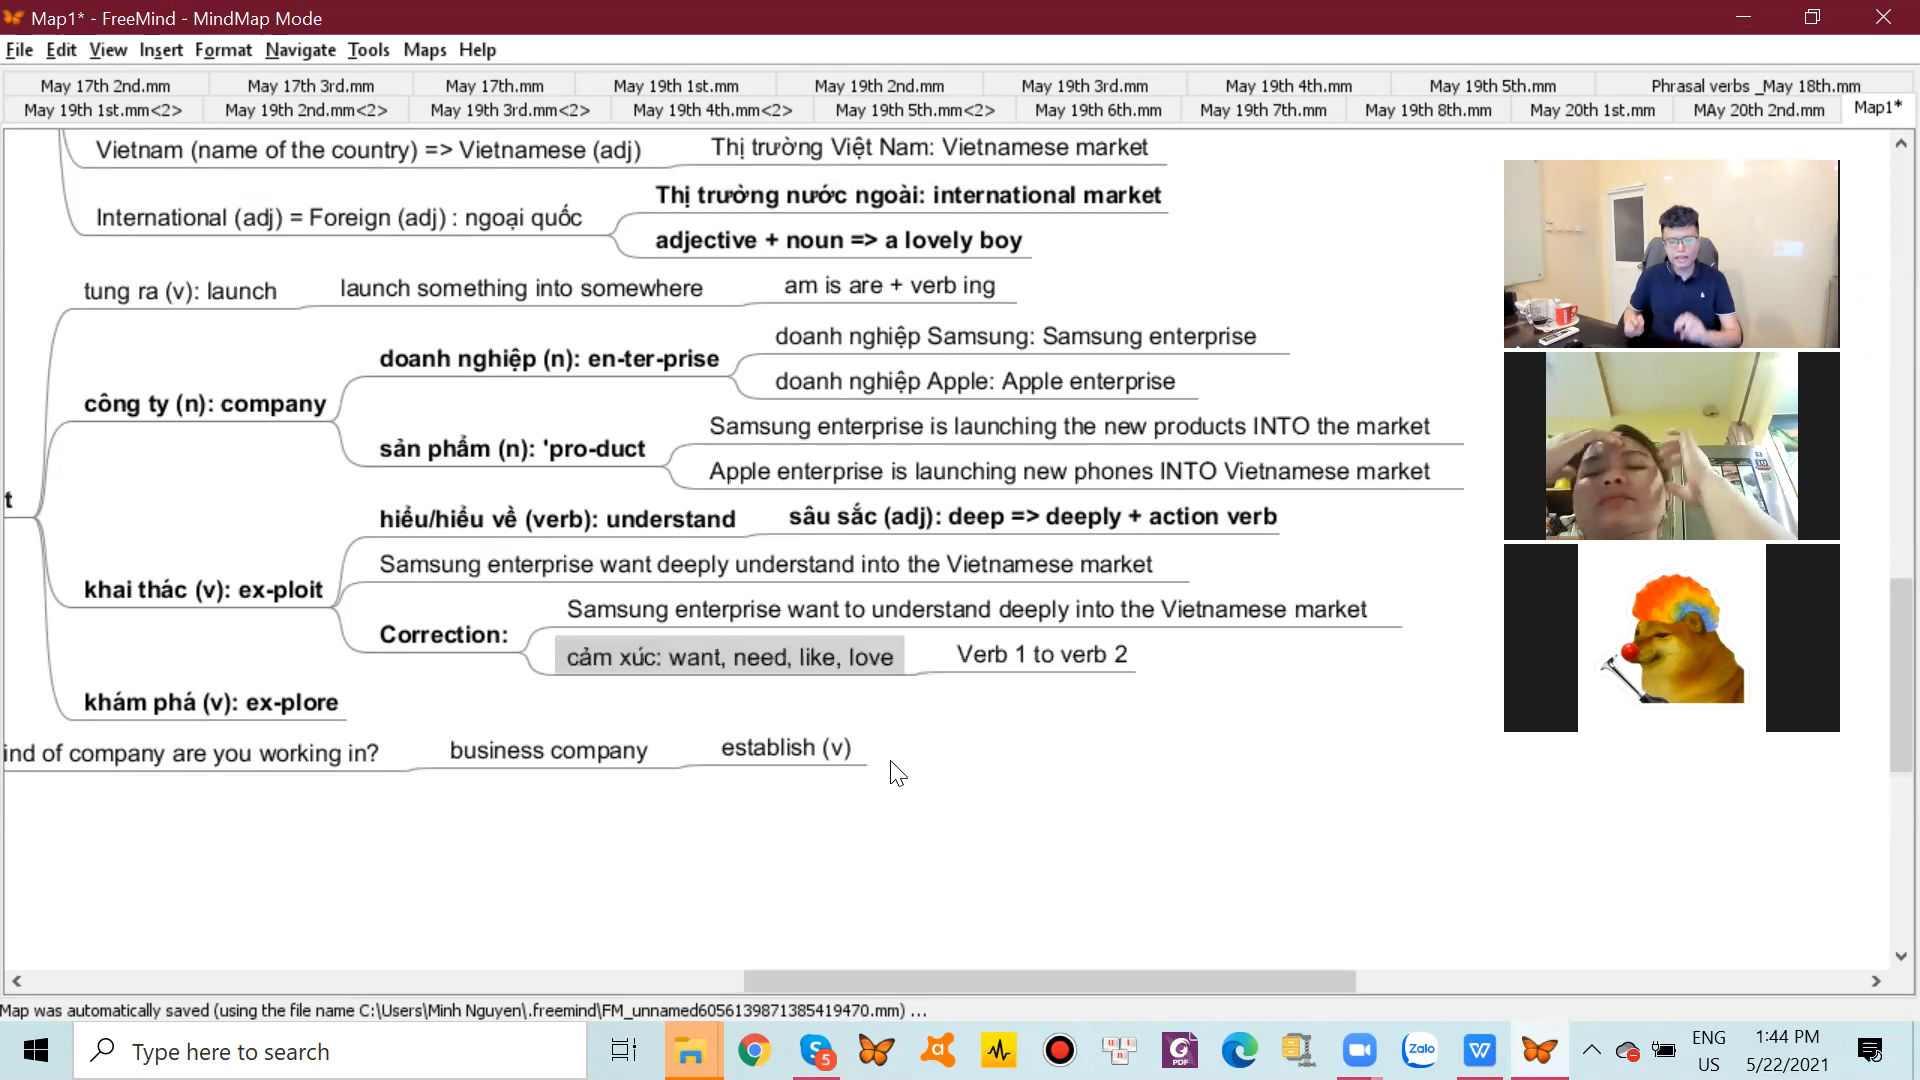 Map1* - FreeMind - MindMap Mode
File Edit View Insert Format Navigate Tools Maps Help
May 17th 2nd.mm May 17th 3rd.mm May 17th.mm May 19th 1st.mm May 19th 2nd.mm May 19th 3rd.mm May 19th 4th.mm May 19th 5th.mm Phrasal verbs _May 18th.mm
May 19th 1st.mm<2> May 19th 2nd.mm<2> May 19th 3rd.mm<2> May 19th 4th.mm<2> May 19th 5th.mm<2> May 19th 6th.mm May 19th 7th.mm May 19th 8th.mm May 20th 1st.mm MAy 20th 2nd.mm Map1*
Vietnam (name of the country) => Vietnamese (adj) Thị trường Việt Nam: Vietnamese market
Thị trường nước ngoài: international market
International (adj) = Foreign (adj) : ngoại quốc
adjective + noun => a lovely boy
tung ra (v): launch launch something into somewhere am is are + verb ing
doanh nghiệp Samsung: Samsung enterprise
doanh nghiệp (n): en-ter-prise
doanh nghiệp Apple: Apple enterprise
công ty (n): company
Samsung enterprise is launching the new products INTO the market
sản phẩm (n): 'pro-duct
Apple enterprise is launching new phones INTO Vietnamese market
t
hiểu/hiểu về (verb): understand sâu sắc (adj): deep => deeply + action verb
Samsung enterprise want deeply understand into the Vietnamese market
khai thác (v): ex-ploit
Samsung enterprise want to understand deeply into the Vietnamese market
Correction:
cảm xúc: want, need, like, love Verb 1 to verb 2
khám phá (v): ex-plore
ind of company are you working in? business company establish (v)
Map was automatically saved (using the file name C:\Users\Minh Nguyen\.freemind\FM_unnamed6056139871385419470.mm) ...
Type here to search
5
PDF
Zalo
ENG
US
1:44 PM
5/22/2021